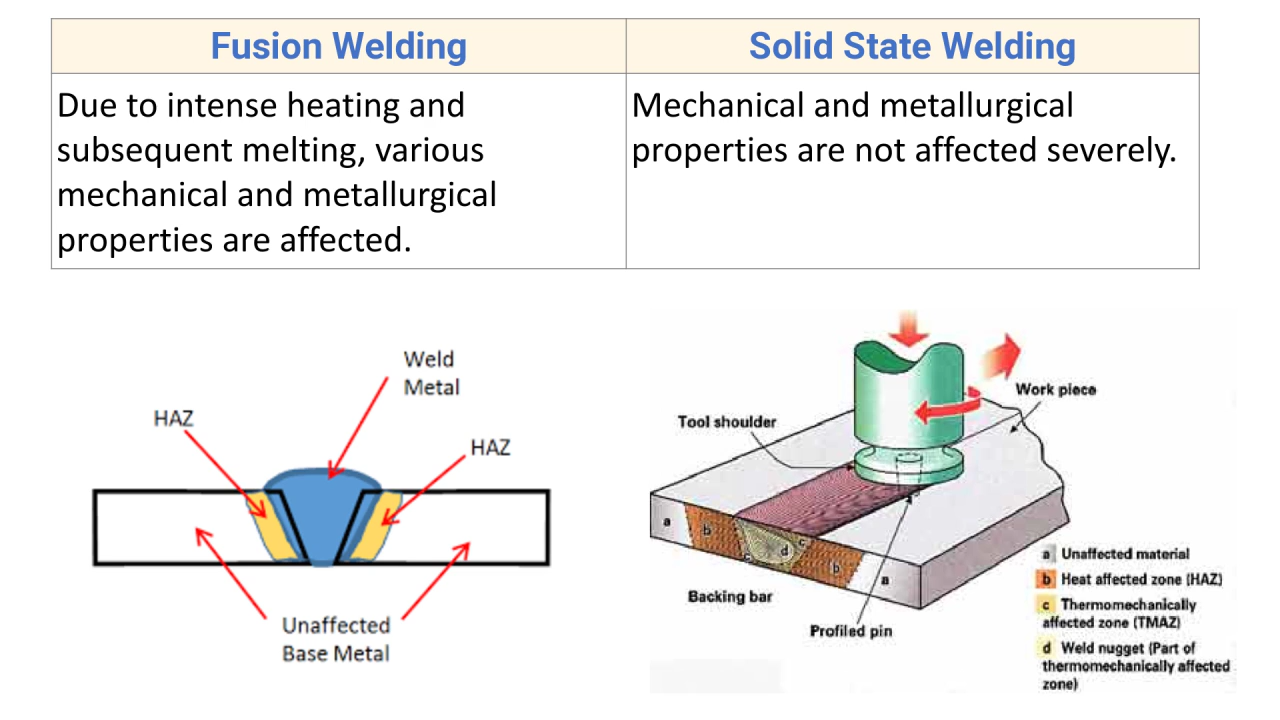 Fusion Welding
Solid State Welding
Due to intense heating and
subsequent melting, various
mechanical and metallurgical
properties are affected.
Mechanical and metallurgical
properties are not affected severely.
Weld
Metal
HAZ
HAZ
Unaffected
Base Metal
Work piece
Tool shoulder
a
b
c
d
c
b
a
Backing bar
Profiled pin
a Unaffected material
b Heat affected zone (HAZ)
c Thermomechanically
affected zone (TMAZ)
d Weld nugget (Part of
thermomechanically affected
zone)